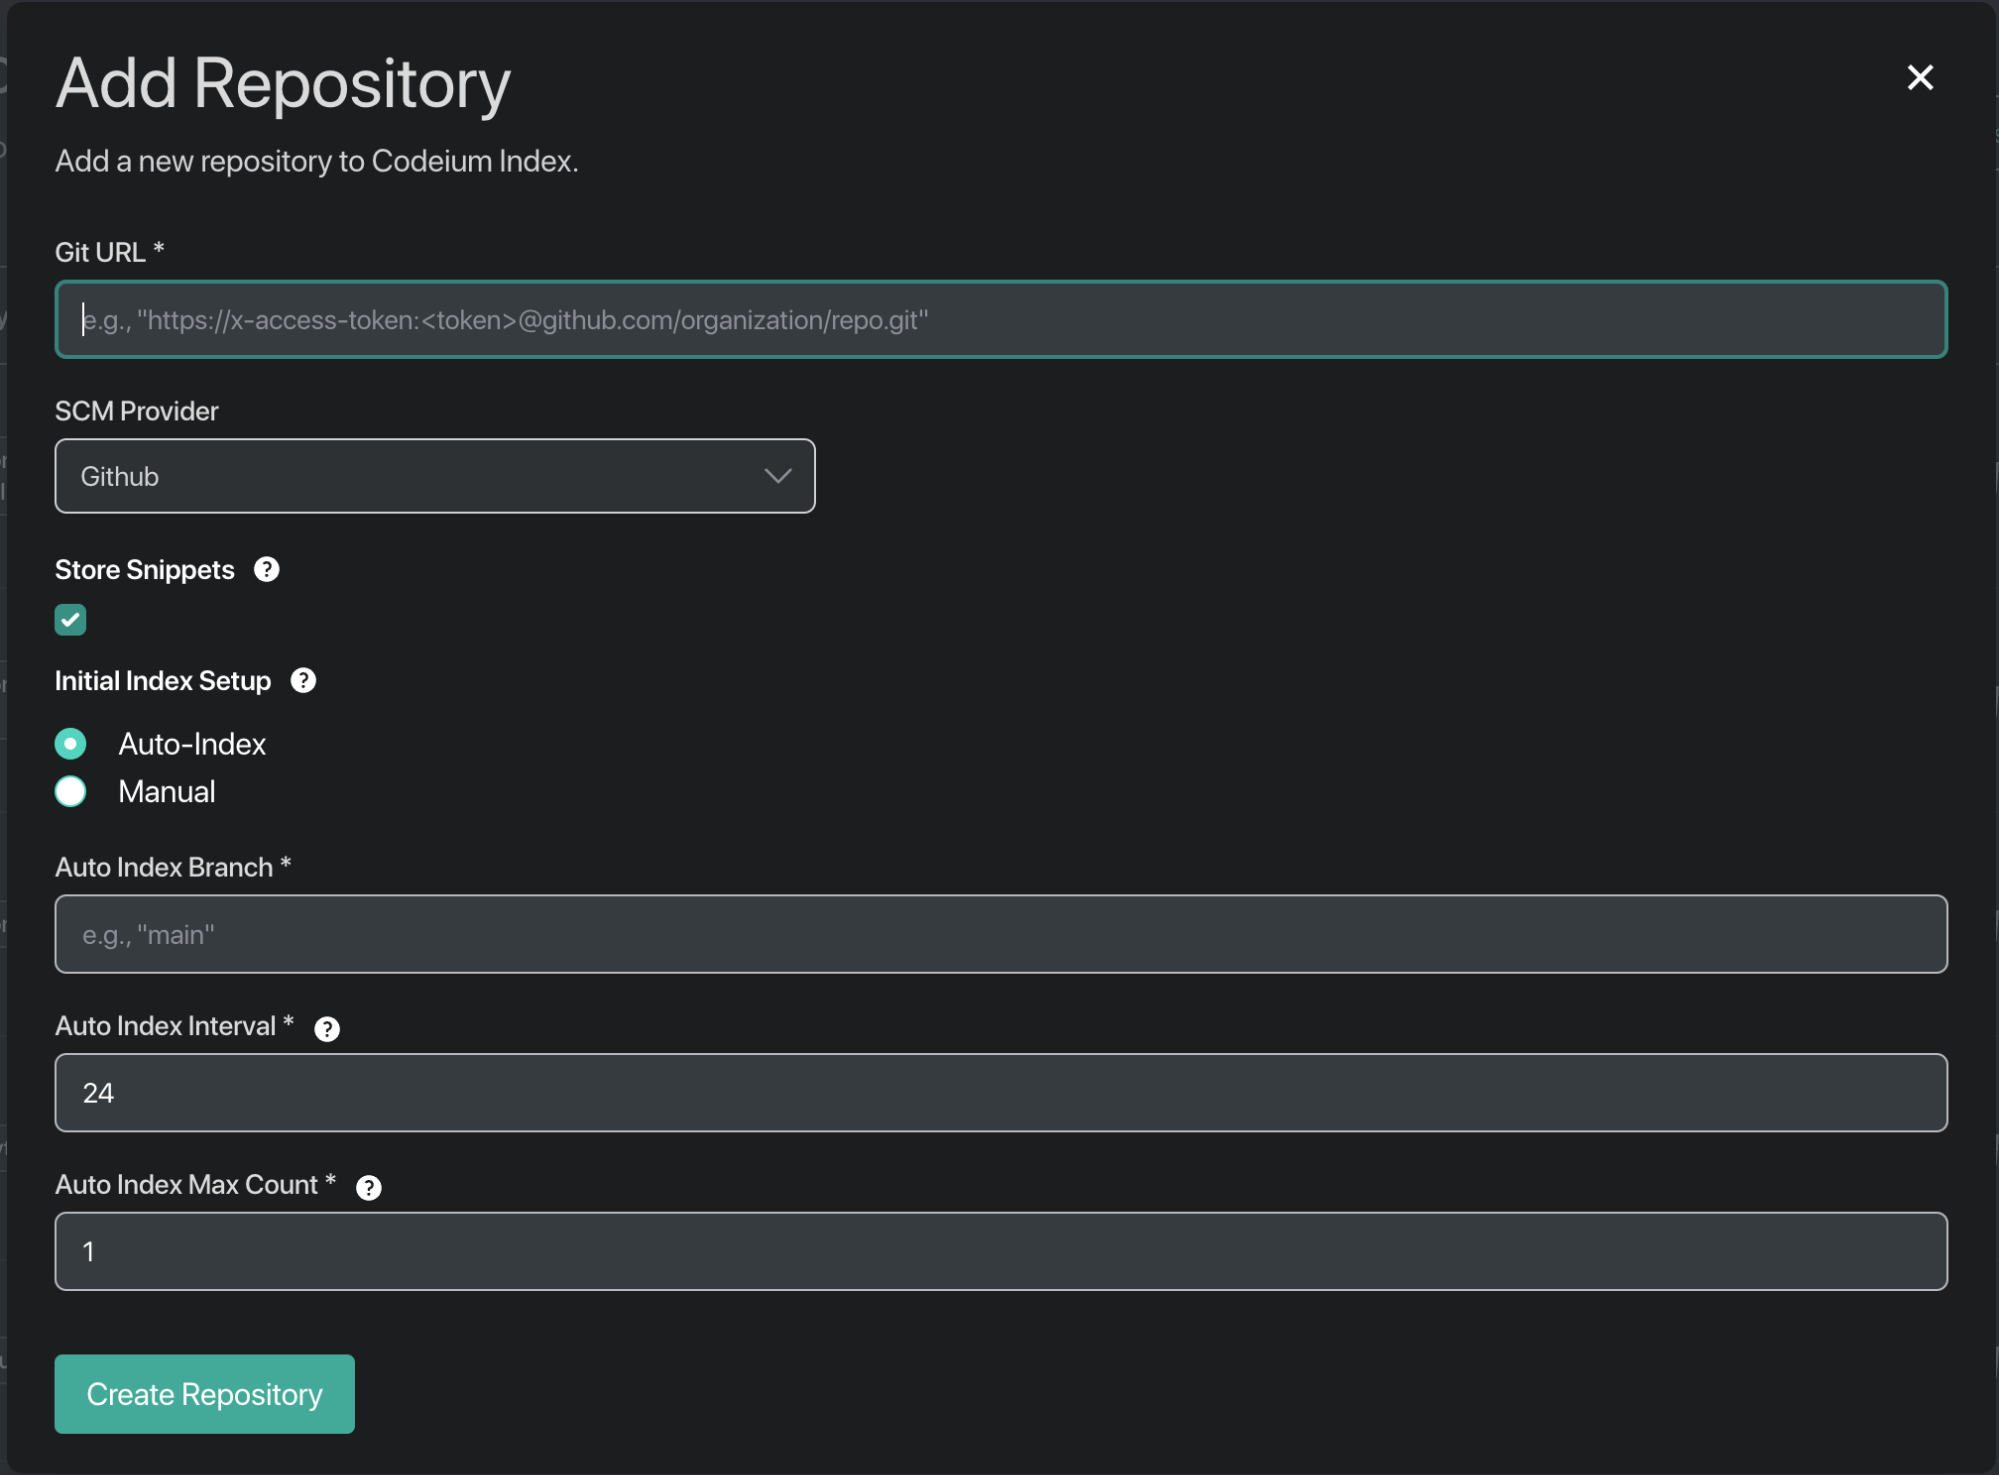 Add Repository
Add a new repository to Codeium Index.
Git URL *
e.g., "https://x-access-token:<token>@github.com/organization/repo.git"
SCM Provider
Github
Store Snippets ?
Initial Index Setup ?
Auto-Index
Manual
Auto Index Branch *
e.g., "main"
Auto Index Interval * ?
24
Auto Index Max Count * ?
1
Create Repository